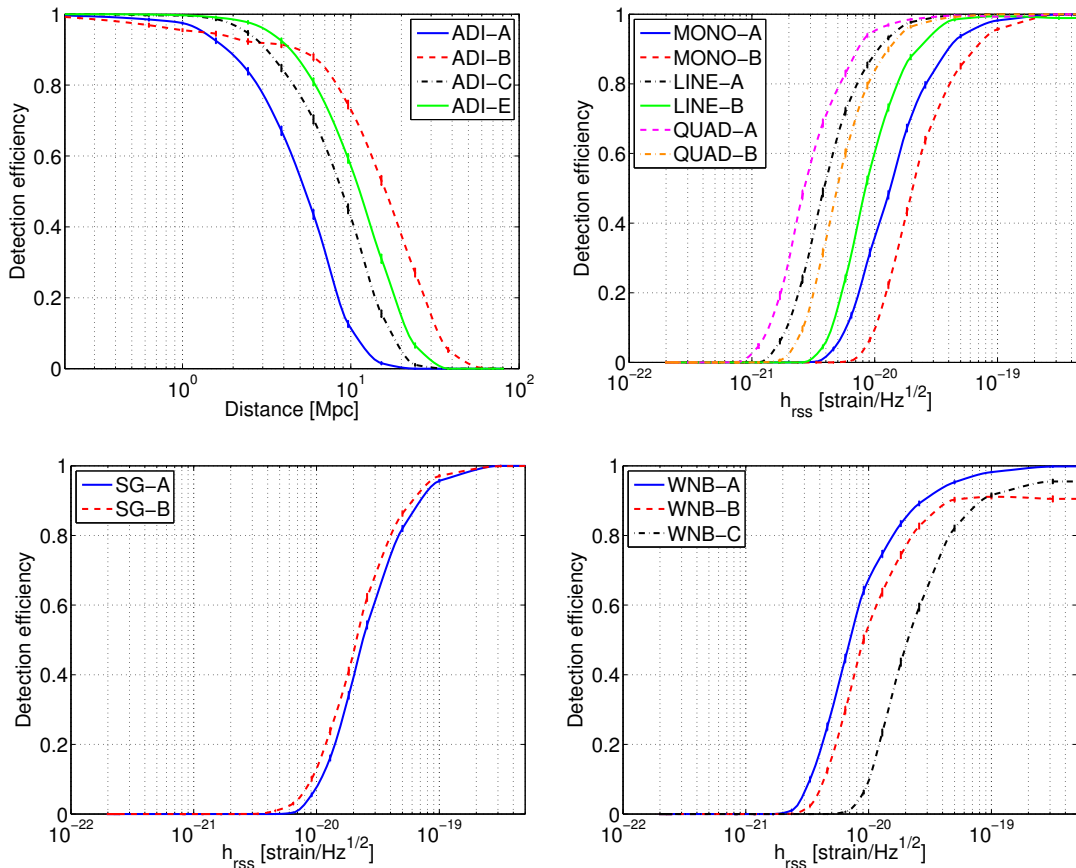 1
0.8
0.6
0.4
0.2
0
Detection efficiency
10^0
10^1
10^2
Distance [Mpc]
ADI−A
ADI−B
ADI−C
ADI−E
1
0.8
0.6
0.4
0.2
0
Detection efficiency
10^−22
10^−21
10^−20
10^−19
h_rss [strain/Hz^1/2]
MONO−A
MONO−B
LINE−A
LINE−B
QUAD−A
QUAD−B
1
0.8
0.6
0.4
0.2
0
Detection efficiency
10^−22
10^−21
10^−20
10^−19
h_rss [strain/Hz^1/2]
SG−A
SG−B
1
0.8
0.6
0.4
0.2
0
Detection efficiency
10^−22
10^−21
10^−20
10^−19
h_rss [strain/Hz^1/2]
WNB−A
WNB−B
WNB−C